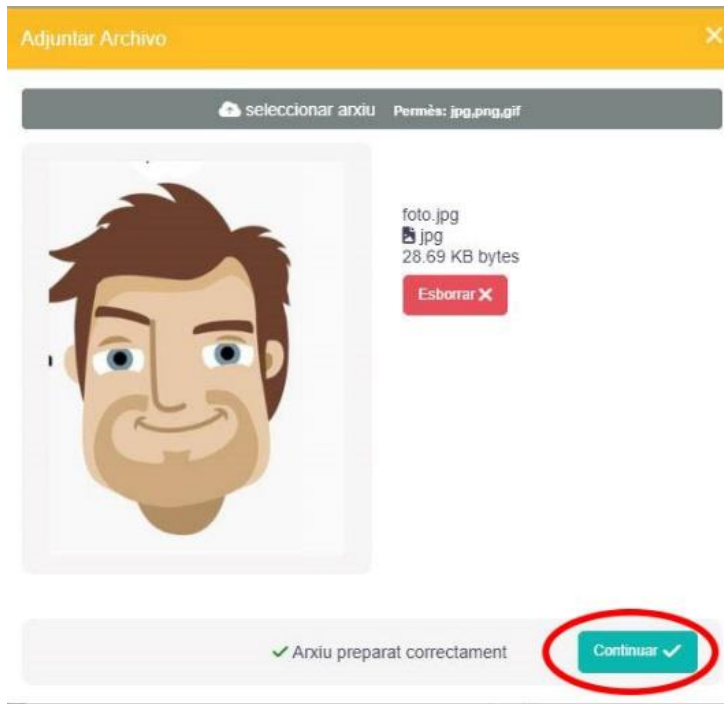 Adjuntar Archivo
seleccionar arxiu Permès: jpg,png,gif
foto.jpg
jpg
28.69 KB bytes
Esborrar
Arxiu preparat correctament
Continuar